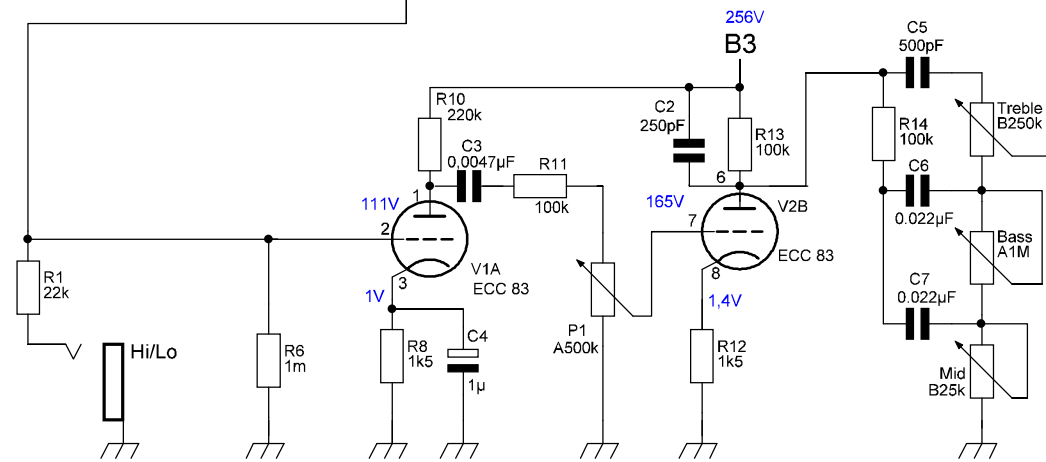 256V
B3
C5
500pF
R10
220k
C2
250pF
R13
100k
R14
100k
Treble
B250k
C3
0,0047µF
R11
100k
C6
0.022µF
111V
1
2
3
165V
6
7
8
V2B
ECC 83
V1A
ECC 83
Bass
A1M
R1
22k
1V
1,4V
C7
0.022µF
P1
A500k
Hi/Lo
R6
1m
R8
1k5
C4
1µ
R12
1k5
Mid
B25k